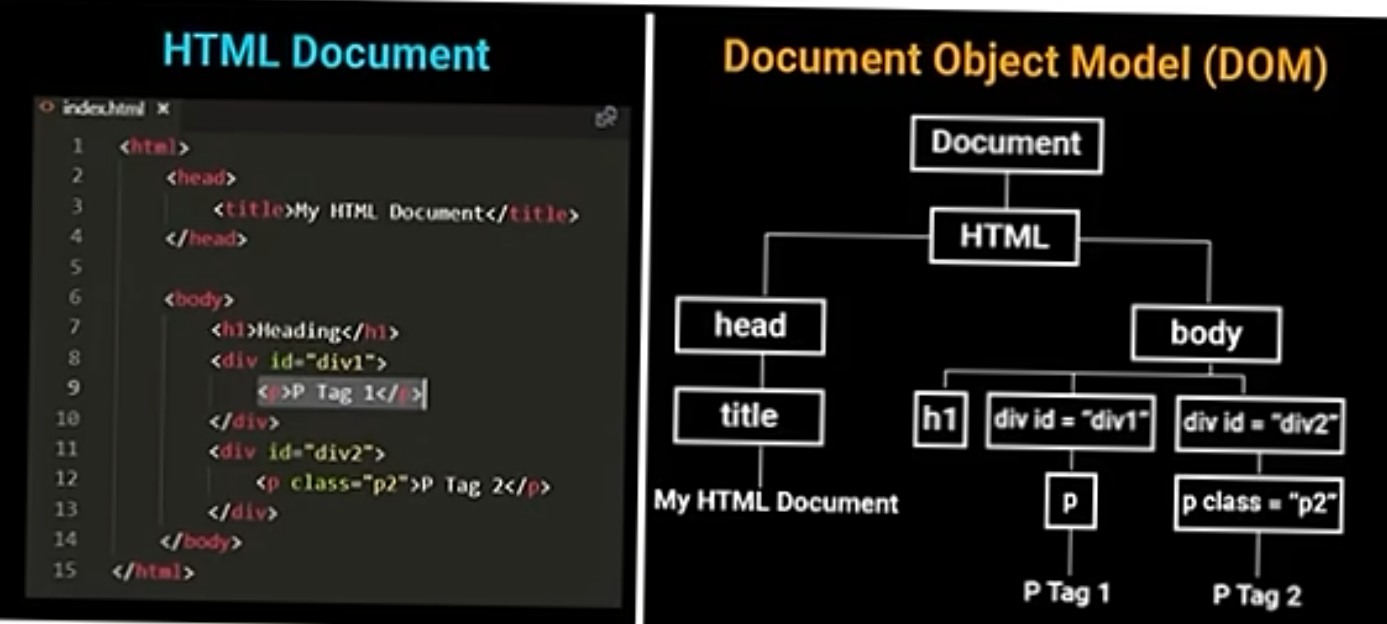 HTML Document
index.html ×
1 <html>
2 <head>
3 <title>My HTML Document</title>
4 </head>
5
6 <body>
7 <h1>Heading</h1>
8 <div id="div1">
9 <p>P Tag 1</p>
10 </div>
11 <div id="div2">
12 <p class="p2">P Tag 2</p>
13 </div>
14 </body>
15 </html>
Document Object Model (DOM)
Document
HTML
head
body
title
h1
div id = "div1"
div id = "div2"
My HTML Document
p
p class = "p2"
P Tag 1
P Tag 2